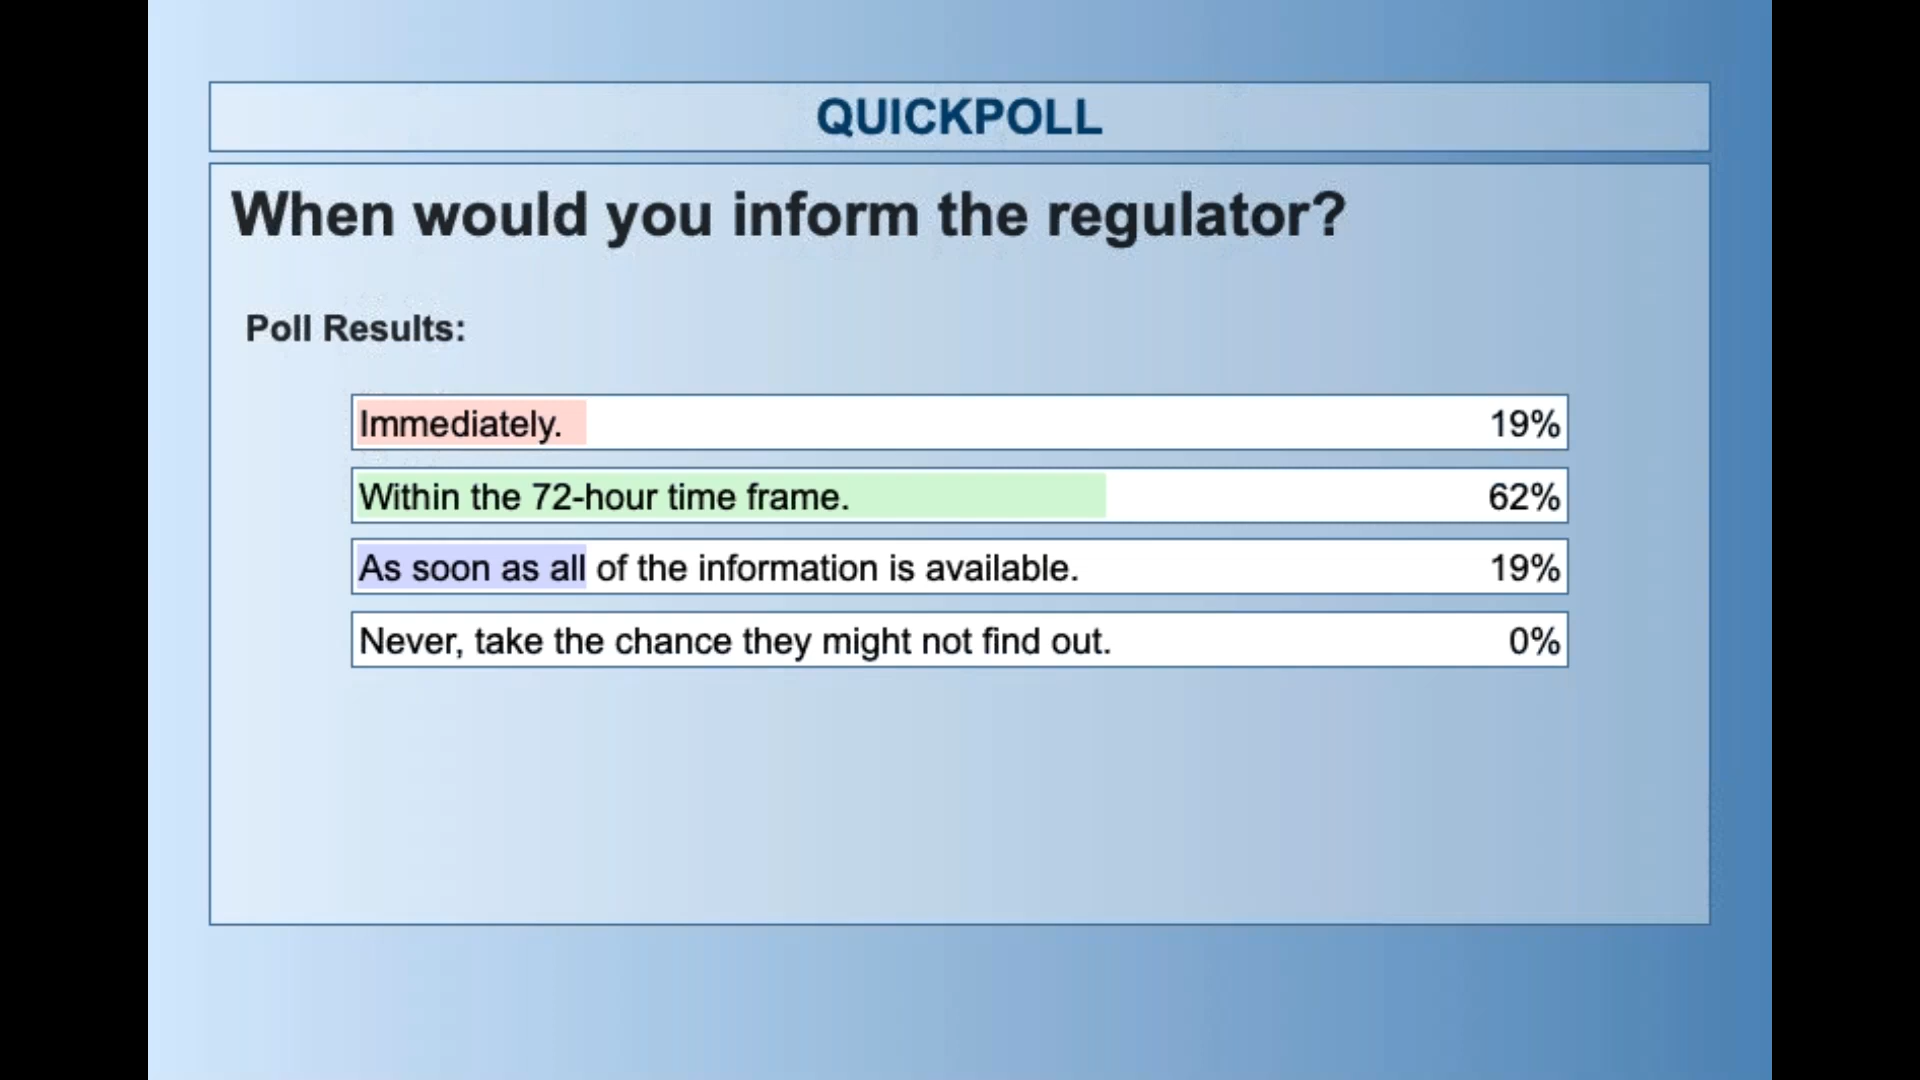 QUICKPOLL
When would you inform the regulator?
Poll Results:
Immediately. 19%
Within the 72-hour time frame. 62%
As soon as all of the information is available. 19%
Never, take the chance they might not find out. 0%